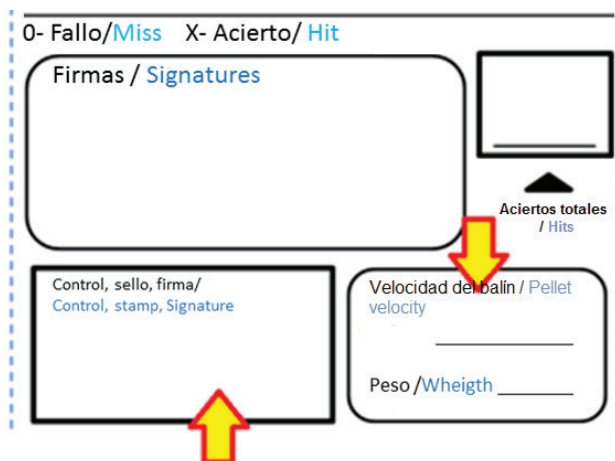 0- Fallo/Miss X- Acierto/ Hit
Firmas / Signatures
Aciertos totales
/ Hits
Control, sello, firma/
Control, stamp, Signature
Velocidad del balín / Pellet
velocity
Peso /Wheigth